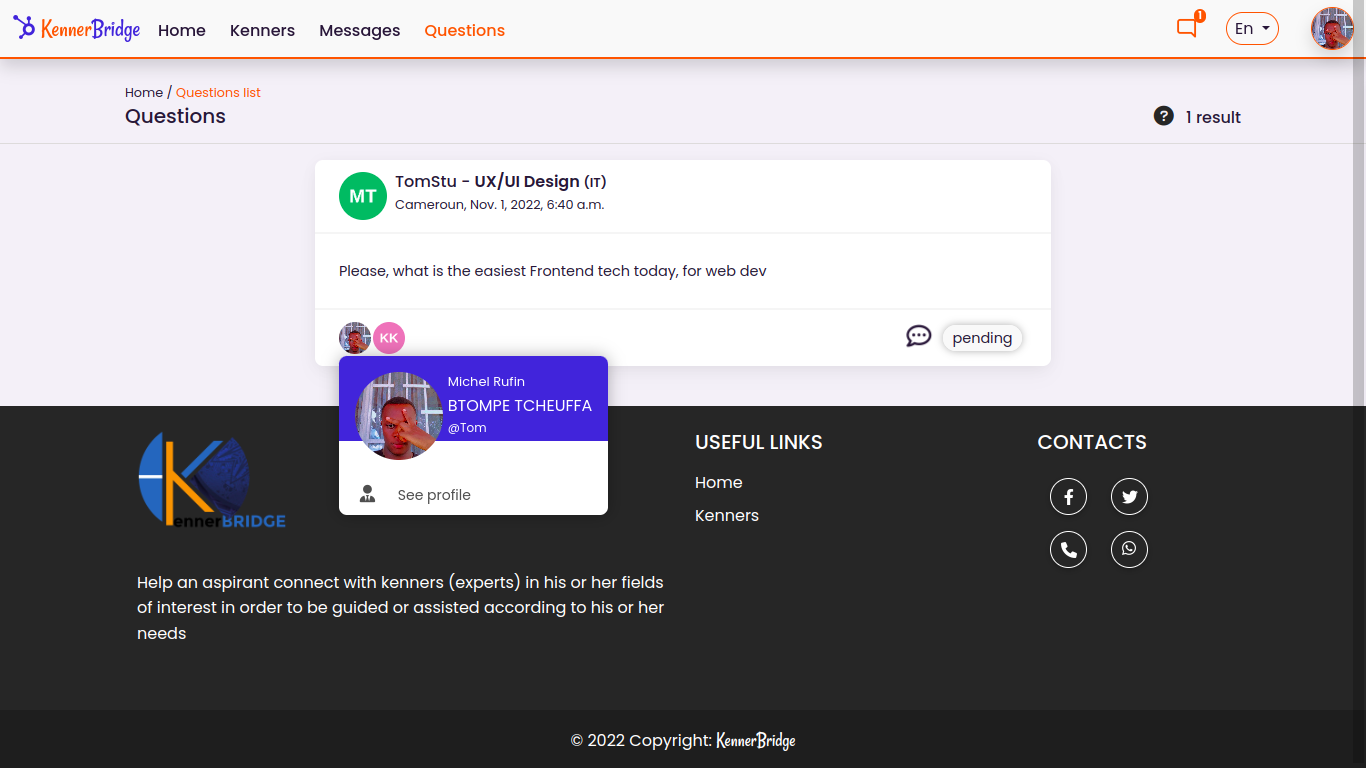 KennerBridge Home Kenners Messages Questions 1 En
Home / Questions list
Questions
1 result
MT
TomStu - UX/UI Design (IT)
Cameroun, Nov. 1, 2022, 6:40 a.m.
Please, what is the easiest Frontend tech today, for web dev
KK
pending
Michel Rufin
BTOMPE TCHEUFFA
@Tom
See profile
KennerBRIDGE
Help an aspirant connect with kenners (experts) in his or her fields
of interest in order to be guided or assisted according to his or her
needs
USEFUL LINKS
Home
Kenners
CONTACTS
© 2022 Copyright: KennerBridge